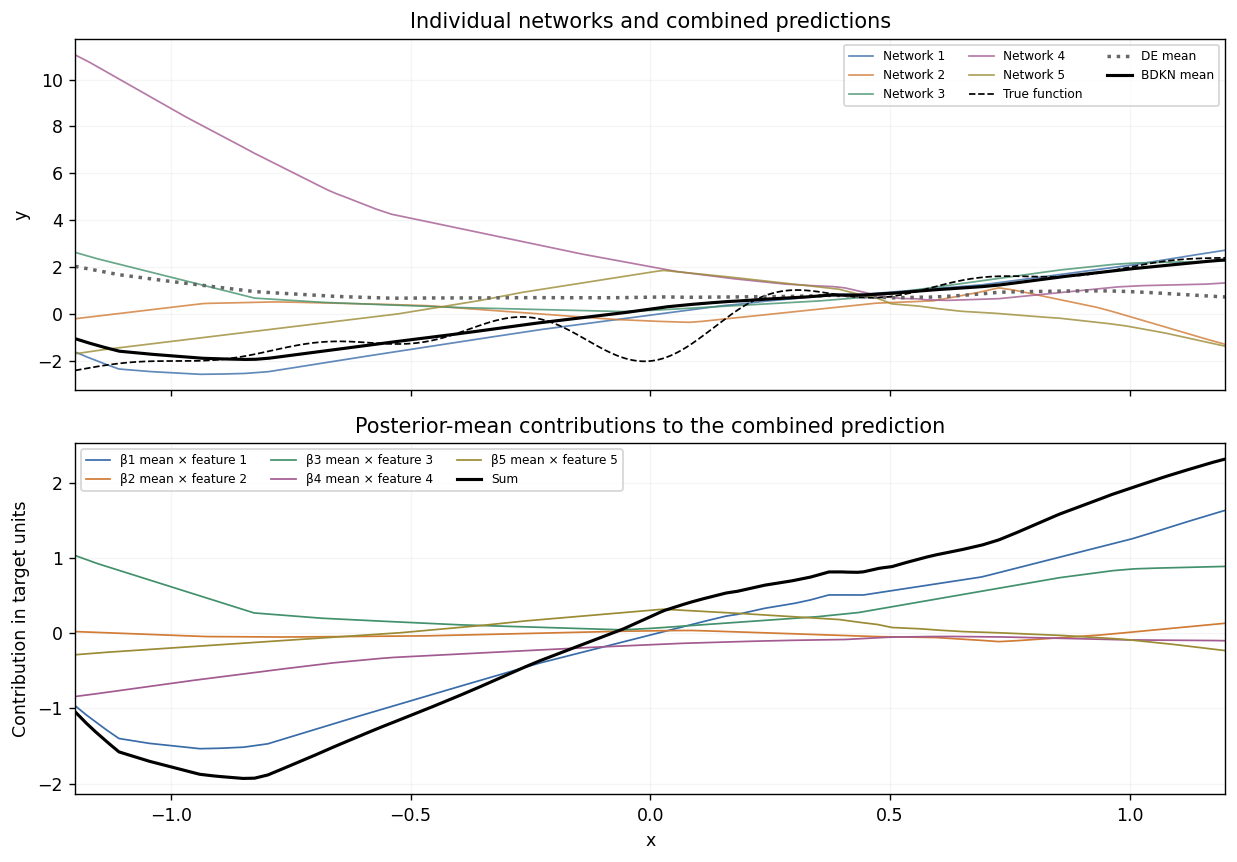 Individual networks and combined predictions
Network 1
Network 2
Network 3
Network 4
Network 5
True function
DE mean
BDKN mean
10
8
6
4
2
0
−2
y
Posterior-mean contributions to the combined prediction
β1 mean × feature 1
β2 mean × feature 2
β3 mean × feature 3
β4 mean × feature 4
β5 mean × feature 5
Sum
2
1
0
−1
−2
Contribution in target units
−1.0
−0.5
0.0
0.5
1.0
x